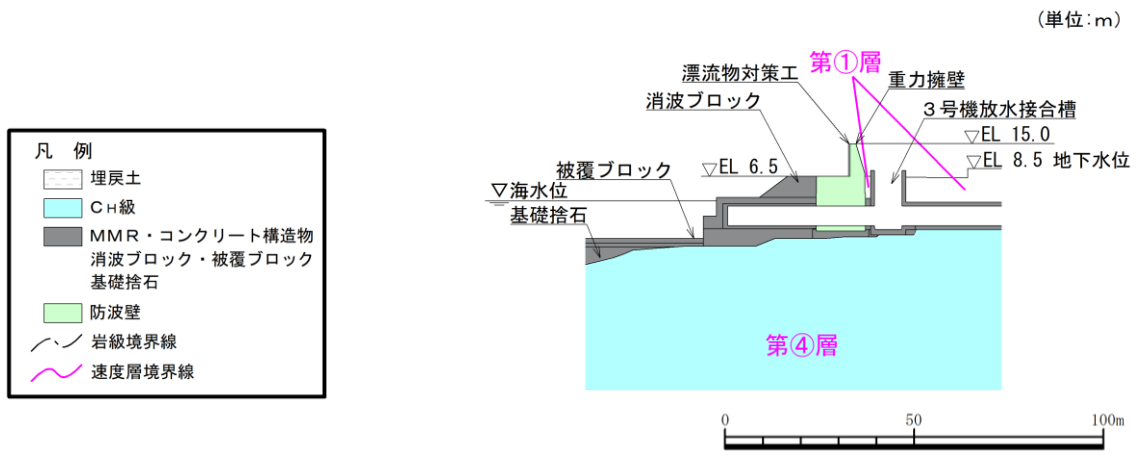 (単位:m)
第①層
漂流物対策工
重力擁壁
消波ブロック
3号機放水接合槽
▽EL 15.0
▽EL 8.5 地下水位
被覆ブロック
▽EL 6.5
▽海水位
基礎捨石
第④層
凡 例
埋戻土
CH級
MMR・コンクリート構造物
消波ブロック・被覆ブロック
基礎捨石
防波壁
岩級境界線
速度層境界線
0 50 100m